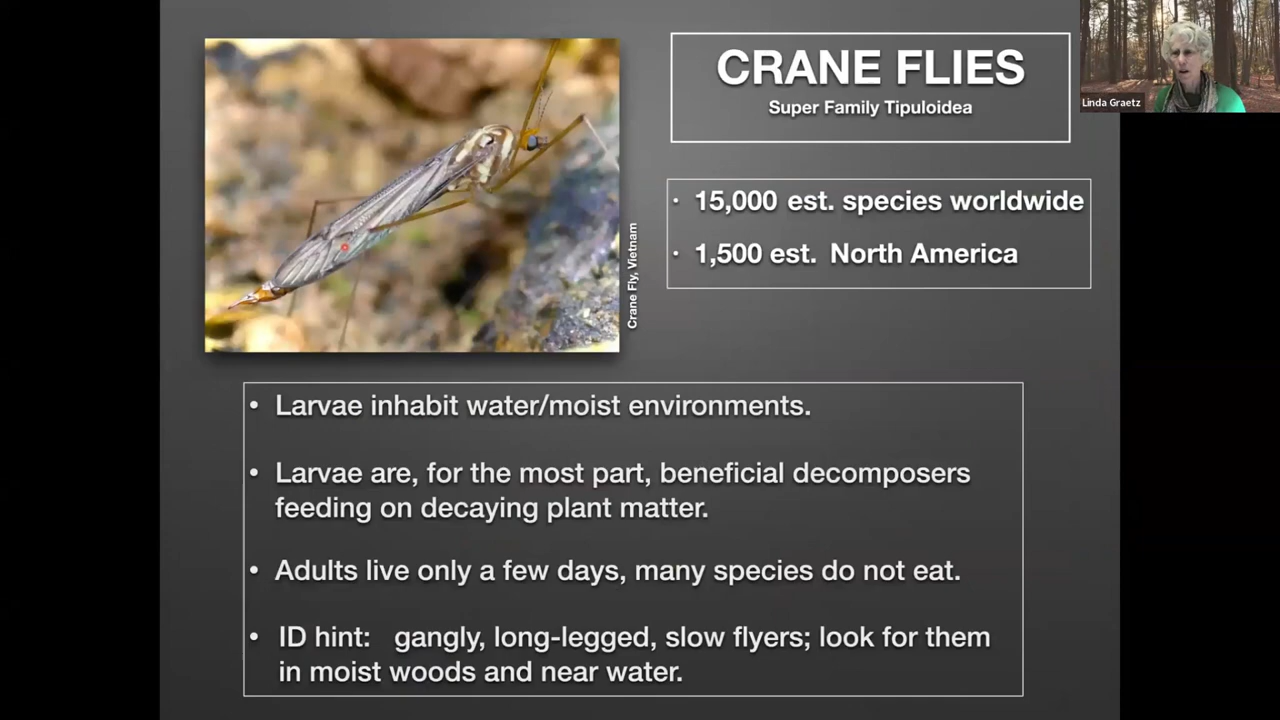 CRANE FLIES
Super Family Tipuloidea
Linda Graetz
· 15,000 est. species worldwide
· 1,500 est. North America
Crane Fly, Vietnam
• Larvae inhabit water/moist environments.
• Larvae are, for the most part, beneficial decomposers
feeding on decaying plant matter.
• Adults live only a few days, many species do not eat.
• ID hint: gangly, long-legged, slow flyers; look for them
in moist woods and near water.